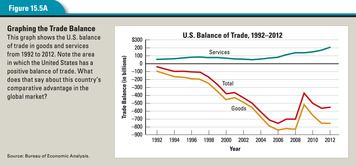 Figure 15.5A
Graphing the Trade Balance
This graph shows the U.S. balance
of trade in goods and services
from 1992 to 2012. Note the area
in which the United States has a
positive balance of trade. What
does that say about this country's
comparative advantage in the
global market?
Source: Bureau of Economic Analysis.
U.S. Balance of Trade, 1992–2012
Trade Balance (in billions)
$300
200
100
0
−100
−200
−300
−400
−500
−600
−700
−800
−900
Services
Total
Goods
1992 1994 1996 1998 2000 2002 2004 2006 2008 2010 2012
Year